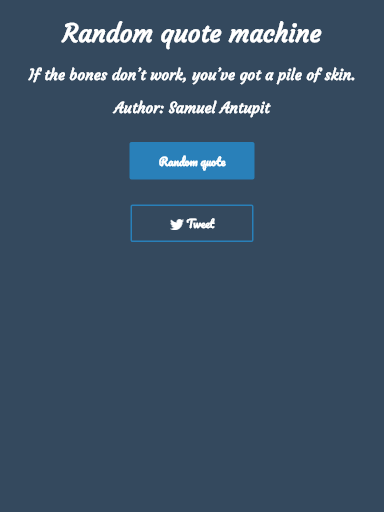 Random quote machine
If the bones don't work, you've got a pile of skin.
Author: Samuel Antupit
Random quote
Tweet